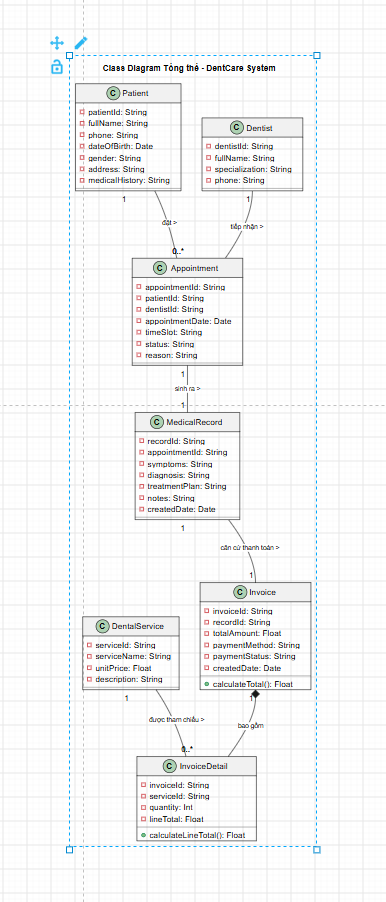 Class Diagram Tổng thể - DentCare System
C Patient
patientId: String
fullName: String
phone: String
dateOfBirth: Date
gender: String
address: String
medicalHistory: String
C Dentist
dentistId: String
fullName: String
specialization: String
phone: String
1
1
đặt >
tiếp nhận >
0..*
C Appointment
appointmentId: String
patientId: String
dentistId: String
appointmentDate: Date
timeSlot: String
status: String
reason: String
1
sinh ra >
1
C MedicalRecord
recordId: String
appointmentId: String
symptoms: String
diagnosis: String
treatmentPlan: String
notes: String
createdDate: Date
1
căn cứ thanh toán >
1
C Invoice
invoiceId: String
recordId: String
totalAmount: Float
paymentMethod: String
paymentStatus: String
createdDate: Date
calculateTotal(): Float
C DentalService
serviceId: String
serviceName: String
unitPrice: Float
description: String
1
1
được tham chiếu >
bao gồm
0..*
C InvoiceDetail
invoiceId: String
serviceId: String
quantity: Int
lineTotal: Float
calculateLineTotal(): Float